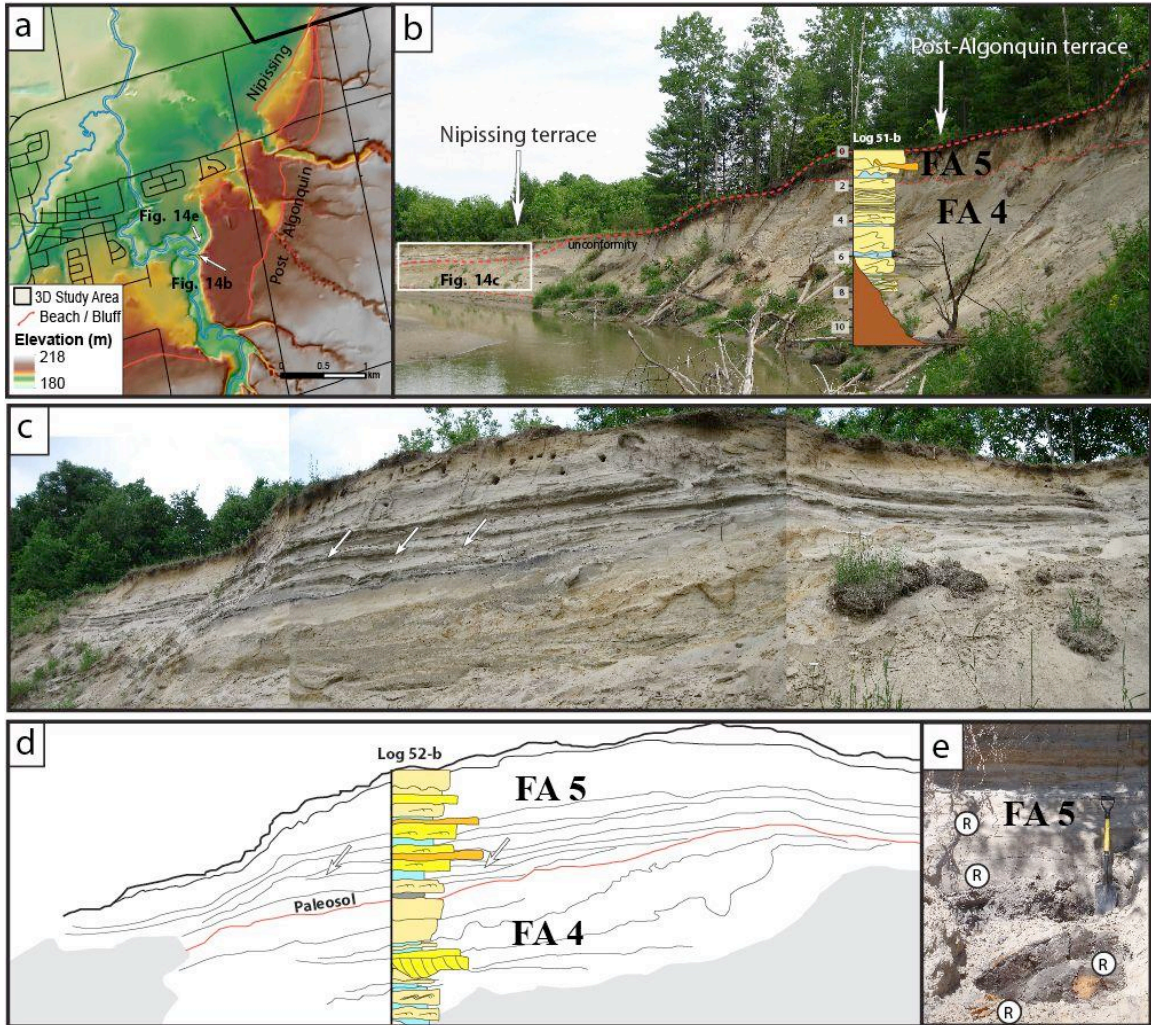 a
Nipissing
Post Algonquin
Fig. 14e
Fig. 14b
3D Study Area
Beach / Bluff
Elevation (m)
218
180
0 0.5 1
km
b
Post-Algonquin terrace
Nipissing terrace
Log 51-b
0
FA 5
2
FA 4
4
unconformity
6
Fig. 14c
8
10
c
d
Log 52-b
FA 5
Paleosol
FA 4
e
FA 5
R
R
R
R